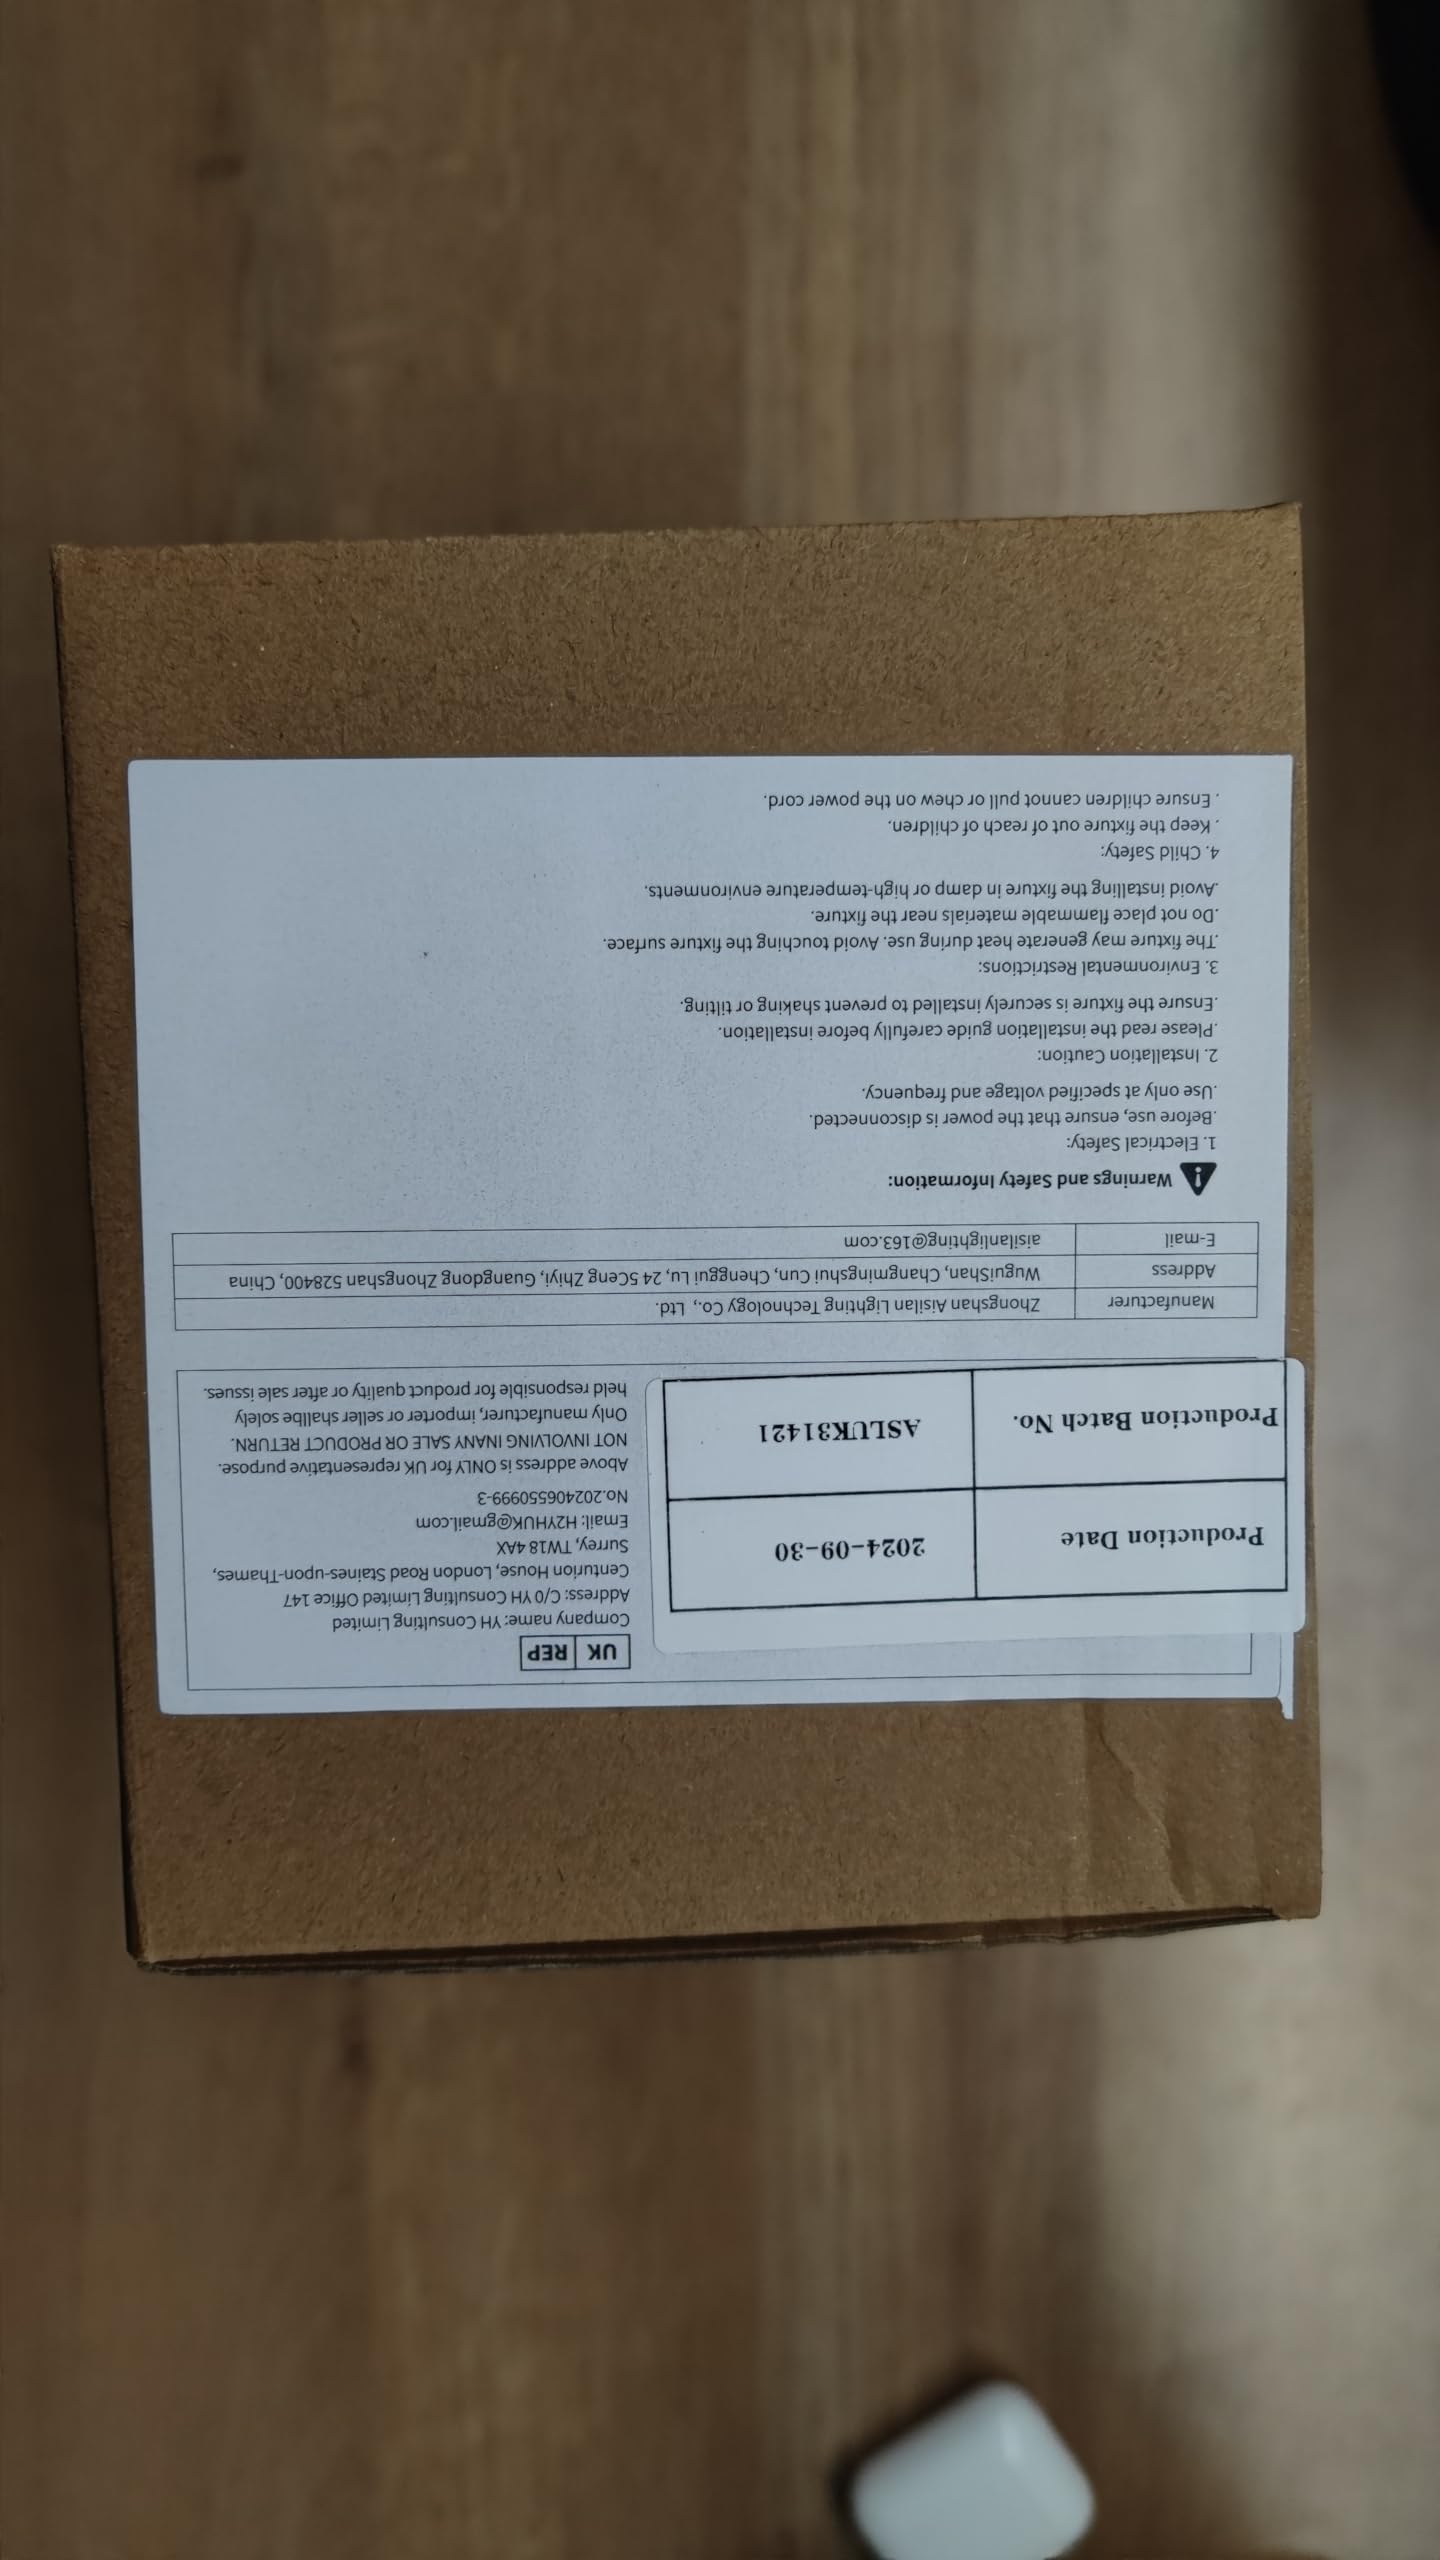 UK REP
Company name: YH Consulting Limited
Address: C/O YH Consulting Limited Office 147
Centurion House, London Road Staines-upon-Thames,
Surrey, TW18 4AX
Email: H2YHUK@gmail.com
No.202406550999-3
Above address is ONLY for UK representative purpose.
NOT INVOLVING INANY SALE OR PRODUCT RETURN.
Only manufacturer, importer or seller shallbe solely
held responsible for product quality or after sale issues.
Production Date 2024-09-30
Production Batch No. ASLUK31421
Manufacturer Zhongshan Aisilan Lighting Technology Co., Ltd.
Address WuguiShan, Changmingshui Cun, Chenggui Lu, 24 5Ceng Zhiyi, Guangdong Zhongshan 528400, China
E-mail aisilanlighting@163.com
Warnings and Safety Information:
1. Electrical Safety:
.Before use, ensure that the power is disconnected.
.Use only at specified voltage and frequency.
2. Installation Caution:
.Please read the installation guide carefully before installation.
.Ensure the fixture is securely installed to prevent shaking or tilting.
3. Environmental Restrictions:
.The fixture may generate heat during use. Avoid touching the fixture surface.
.Do not place flammable materials near the fixture.
.Avoid installing the fixture in damp or high-temperature environments.
4. Child Safety:
. Keep the fixture out of reach of children.
. Ensure children cannot pull or chew on the power cord.